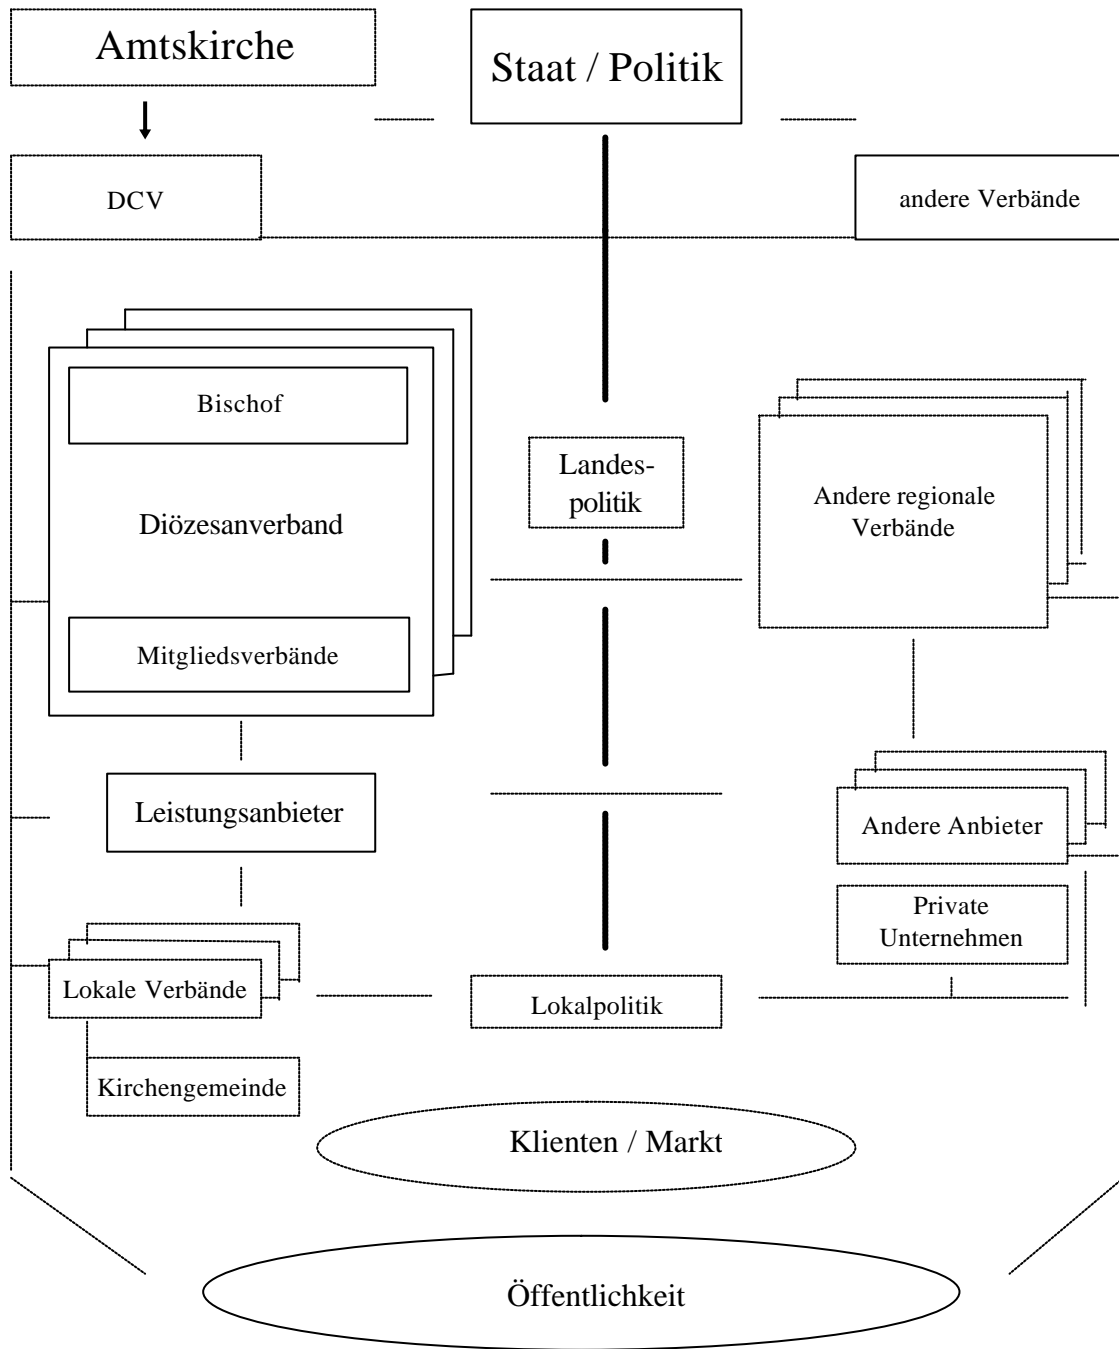 Amtskirche
Staat / Politik
DCV
andere Verbände
Bischof
Diözesanverband
Mitgliedsverbände
Landes-
politik
Andere regionale
Verbände
Leistungsanbieter
Andere Anbieter
Private
Unternehmen
Lokale Verbände
Lokalpolitik
Kirchengemeinde
Klienten / Markt
Öffentlichkeit